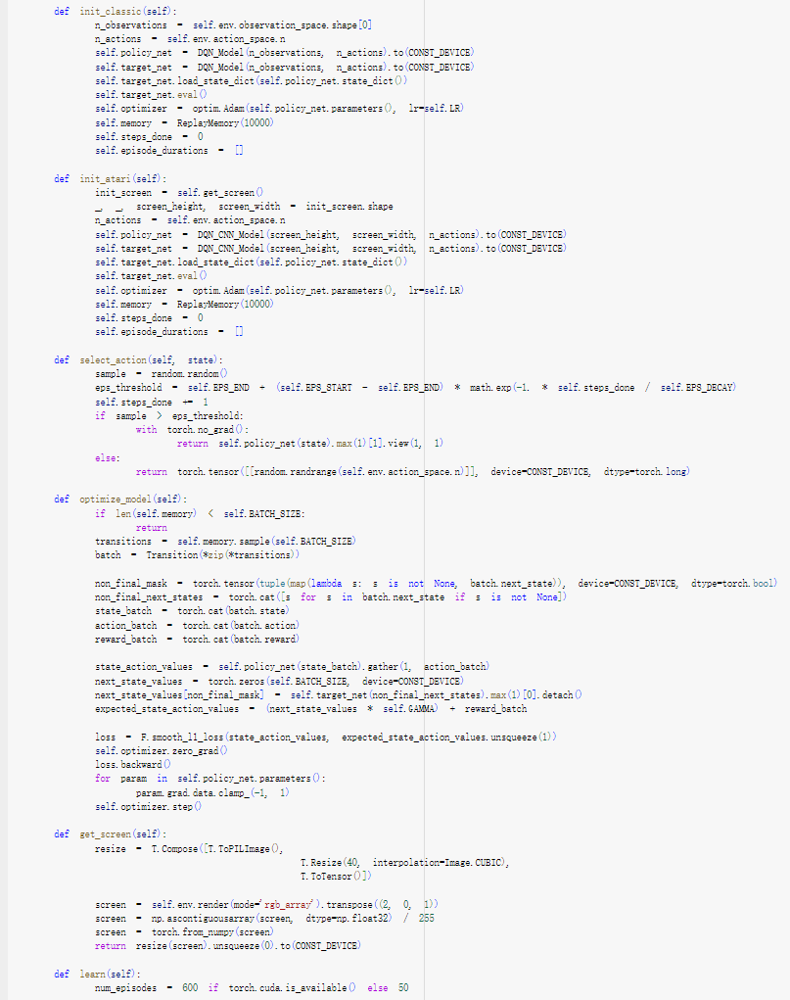 def init_classic(self):
n_observations = self.env.observation_space.shape[0]
n_actions = self.env.action_space.n
self.policy_net = DQN_Model(n_observations, n_actions).to(CONST_DEVICE)
self.target_net = DQN_Model(n_observations, n_actions).to(CONST_DEVICE)
self.target_net.load_state_dict(self.policy_net.state_dict())
self.target_net.eval()
self.optimizer = optim.Adam(self.policy_net.parameters(), lr=self.LR)
self.memory = ReplayMemory(10000)
self.steps_done = 0
self.episode_durations = []
def init_atari(self):
init_screen = self.get_screen()
_, _, screen_height, screen_width = init_screen.shape
n_actions = self.env.action_space.n
self.policy_net = DQN_CNN_Model(screen_height, screen_width, n_actions).to(CONST_DEVICE)
self.target_net = DQN_CNN_Model(screen_height, screen_width, n_actions).to(CONST_DEVICE)
self.target_net.load_state_dict(self.policy_net.state_dict())
self.target_net.eval()
self.optimizer = optim.Adam(self.policy_net.parameters(), lr=self.LR)
self.memory = ReplayMemory(10000)
self.steps_done = 0
self.episode_durations = []
def select_action(self, state):
sample = random.random()
eps_threshold = self.EPS_END + (self.EPS_START - self.EPS_END) * math.exp(-1. * self.steps_done / self.EPS_DECAY)
self.steps_done += 1
if sample > eps_threshold:
with torch.no_grad():
return self.policy_net(state).max(1)[1].view(1, 1)
else:
return torch.tensor([[random.randrange(self.env.action_space.n)]], device=CONST_DEVICE, dtype=torch.long)
def optimize_model(self):
if len(self.memory) < self.BATCH_SIZE:
return
transitions = self.memory.sample(self.BATCH_SIZE)
batch = Transition(*zip(*transitions))
non_final_mask = torch.tensor(tuple(map(lambda s: s is not None, batch.next_state)), device=CONST_DEVICE, dtype=torch.bool)
non_final_next_states = torch.cat([s for s in batch.next_state if s is not None])
state_batch = torch.cat(batch.state)
action_batch = torch.cat(batch.action)
reward_batch = torch.cat(batch.reward)
state_action_values = self.policy_net(state_batch).gather(1, action_batch)
next_state_values = torch.zeros(self.BATCH_SIZE, device=CONST_DEVICE)
next_state_values[non_final_mask] = self.target_net(non_final_next_states).max(1)[0].detach()
expected_state_action_values = (next_state_values * self.GAMMA) + reward_batch
loss = F.smooth_l1_loss(state_action_values, expected_state_action_values.unsqueeze(1))
self.optimizer.zero_grad()
loss.backward()
for param in self.policy_net.parameters():
param.grad.data.clamp_(-1, 1)
self.optimizer.step()
def get_screen(self):
resize = T.Compose([T.ToPILImage(),
T.Resize(40, interpolation=Image.CUBIC),
T.ToTensor()])
screen = self.env.render(mode='rgb_array').transpose((2, 0, 1))
screen = np.ascontiguousarray(screen, dtype=np.float32) / 255
screen = torch.from_numpy(screen)
return resize(screen).unsqueeze(0).to(CONST_DEVICE)
def learn(self):
num_episodes = 600 if torch.cuda.is_available() else 50